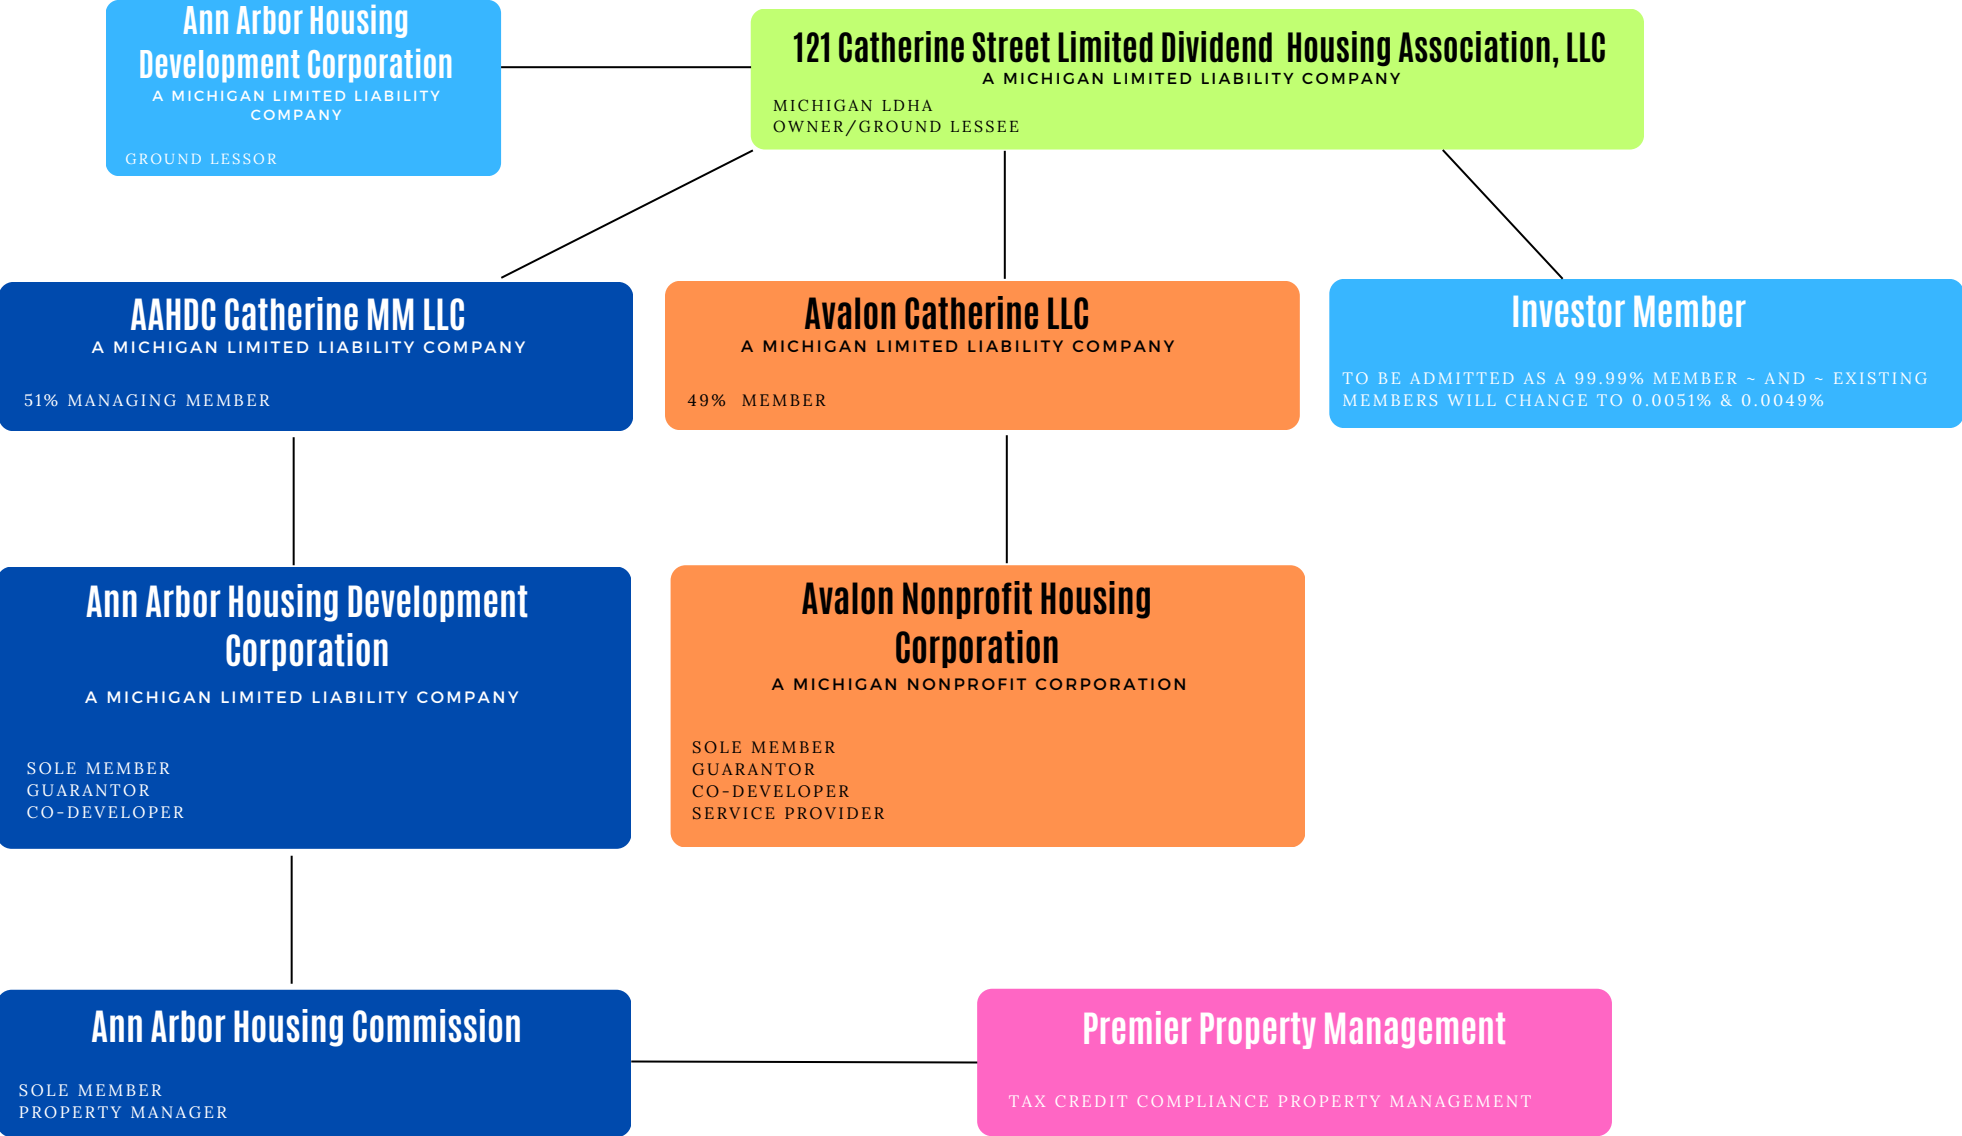 Ann Arbor Housing
Development Corporation
A MICHIGAN LIMITED LIABILITY
COMPANY
GROUND LESSOR
121 Catherine Street Limited Dividend  Housing Association, LLC
A MICHIGAN LIMITED LIABILITY COMPANY
MICHIGAN LDHA
OWNER/GROUND LESSEE
AAHDC Catherine MM LLC
A MICHIGAN LIMITED LIABILITY COMPANY
51% MANAGING MEMBER
Avalon Catherine LLC
A MICHIGAN LIMITED LIABILITY COMPANY
49%  MEMBER
Investor Member
TO BE ADMITTED AS A 99.99% MEMBER ~ AND ~ EXISTING
MEMBERS WILL CHANGE TO 0.0051% & 0.0049%
Ann Arbor Housing Development
Corporation
A MICHIGAN LIMITED LIABILITY COMPANY
SOLE MEMBER
GUARANTOR
CO-DEVELOPER
Avalon Nonprofit Housing
Corporation
A MICHIGAN NONPROFIT CORPORATION
SOLE MEMBER
GUARANTOR
CO-DEVELOPER
SERVICE PROVIDER
Ann Arbor Housing Commission
SOLE MEMBER
PROPERTY MANAGER
Premier Property Management
TAX CREDIT COMPLIANCE PROPERTY MANAGEMENT